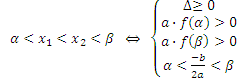 α < x₁ < x₂ < β ⇔ { Δ ≥ 0
a · f(α) > 0
a · f(β) > 0
α < -b/2a < β